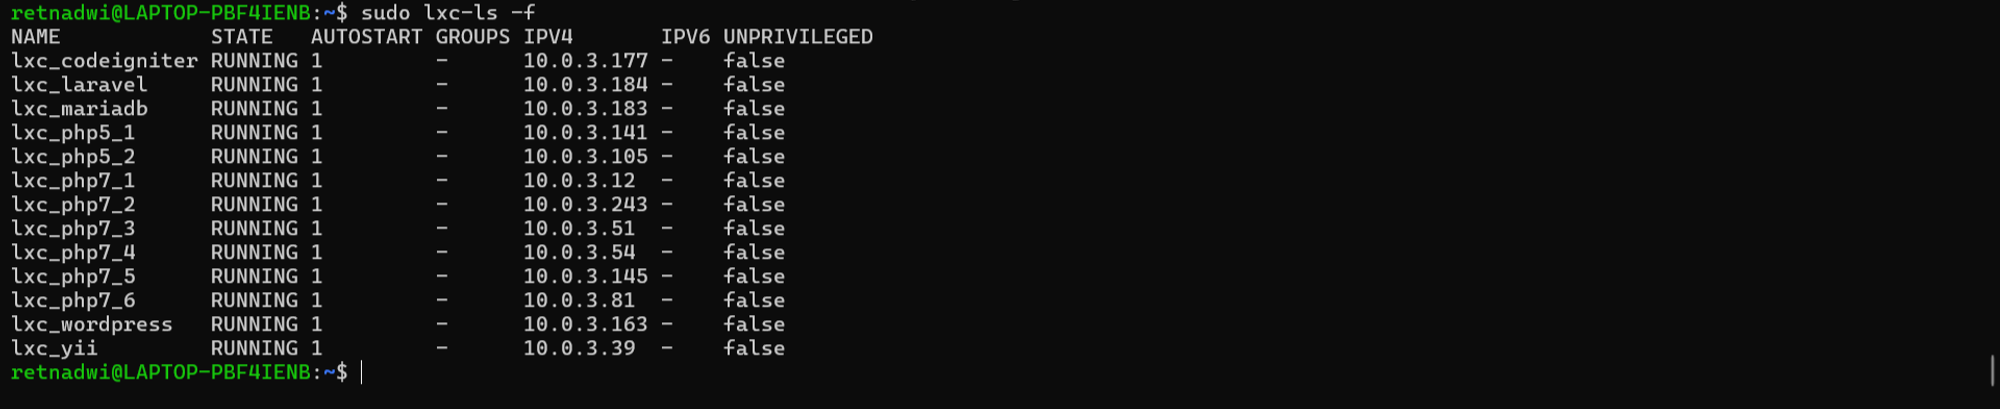 retnadwi@LAPTOP-PBF4IENB:~$ sudo lxc-ls -f
NAME            STATE   AUTOSTART GROUPS IPV4       IPV6 UNPRIVILEGED
lxc_codeigniter RUNNING 1         -      10.0.3.177 -    false
lxc_laravel     RUNNING 1         -      10.0.3.184 -    false
lxc_mariadb     RUNNING 1         -      10.0.3.183 -    false
lxc_php5_1      RUNNING 1         -      10.0.3.141 -    false
lxc_php5_2      RUNNING 1         -      10.0.3.105 -    false
lxc_php7_1      RUNNING 1         -      10.0.3.12  -    false
lxc_php7_2      RUNNING 1         -      10.0.3.243 -    false
lxc_php7_3      RUNNING 1         -      10.0.3.51  -    false
lxc_php7_4      RUNNING 1         -      10.0.3.54  -    false
lxc_php7_5      RUNNING 1         -      10.0.3.145 -    false
lxc_php7_6      RUNNING 1         -      10.0.3.81  -    false
lxc_wordpress   RUNNING 1         -      10.0.3.163 -    false
lxc_yii         RUNNING 1         -      10.0.3.39  -    false
retnadwi@LAPTOP-PBF4IENB:~$